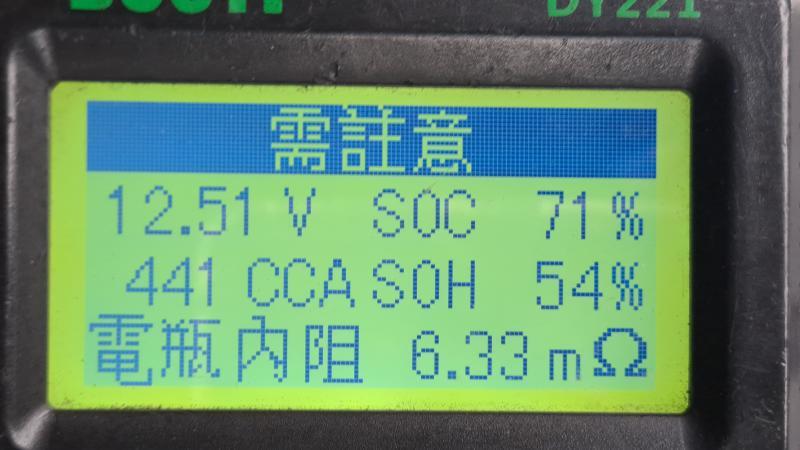 DY221
需註意
12.51 V SOC 71%
441 CCA SOH 54%
電瓶內阻 6.33 mΩ